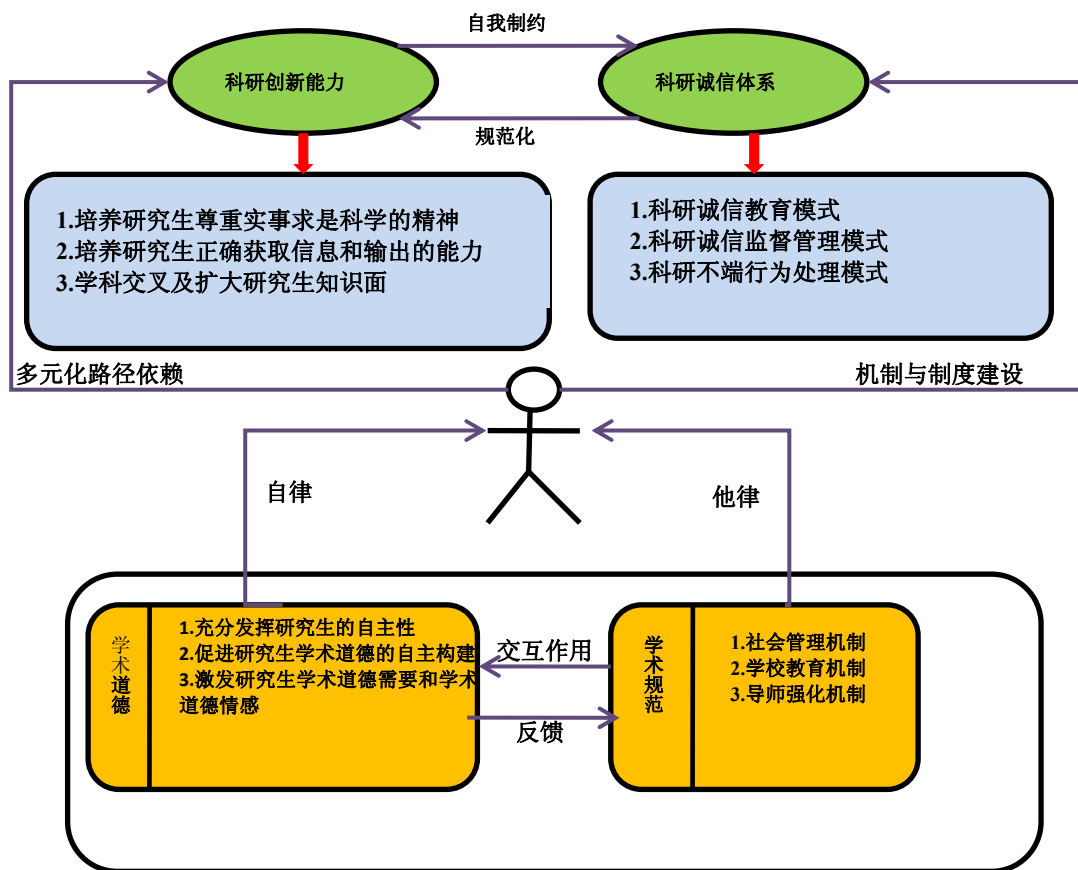 自我制约
科研创新能力
科研诚信体系
规范化
1.培养研究生尊重实事求是科学的精神
2.培养研究生正确获取信息和输出的能力
3.学科交叉及扩大研究生知识面
1.科研诚信教育模式
2.科研诚信监督管理模式
3.科研不端行为处理模式
多元化路径依赖
机制与制度建设
自律
他律
学术道德
1.充分发挥研究生的自主性
2.促进研究生学术道德的自主构建
3.激发研究生学术道德需要和学术
道德情感
交互作用
反馈
学术规范
1.社会管理机制
2.学校教育机制
3.导师强化机制